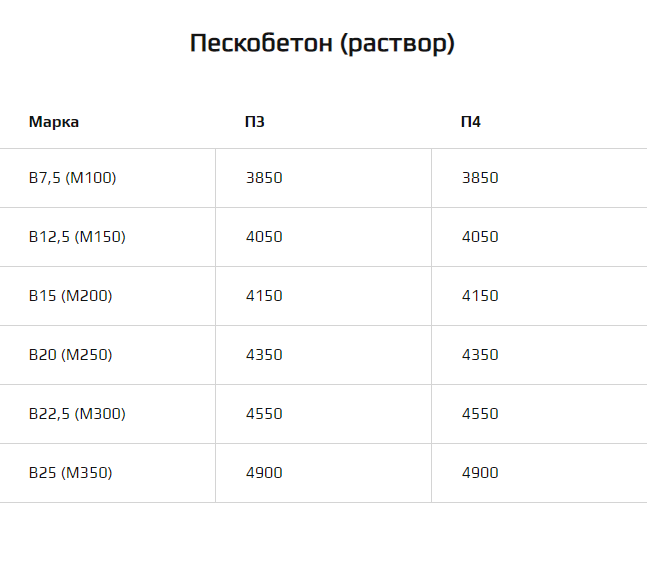 Пескобетон (раствор)
Марка П3 П4
В7,5 (М100) 3850 3850
В12,5 (М150) 4050 4050
В15 (М200) 4150 4150
В20 (М250) 4350 4350
В22,5 (М300) 4550 4550
В25 (М350) 4900 4900